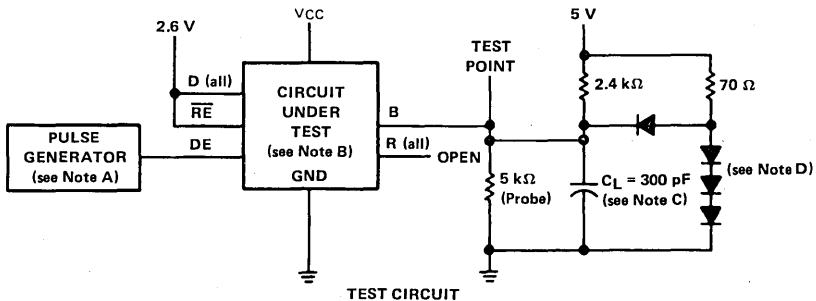 2.6 V
VCC
5 V
D (all)
RE
DE
PULSE
GENERATOR
(see Note A)
CIRCUIT
UNDER
TEST
(see Note B)
GND
B
R (all)
OPEN
TEST
POINT
2.4 kΩ
70 Ω
5 kΩ
(Probe)
CL = 300 pF
(see Note C)
(see Note D)
TEST CIRCUIT